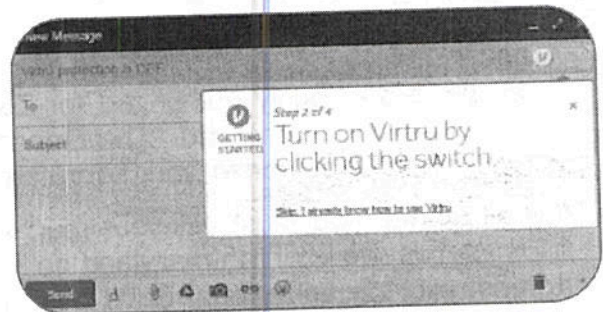 New Message
Virtru protection is OFF
To
Step 2 of 4
GETTING
STARTED
Turn on Virtru by
clicking the switch
Subject
Skip, I already know how to use Virtru
Send